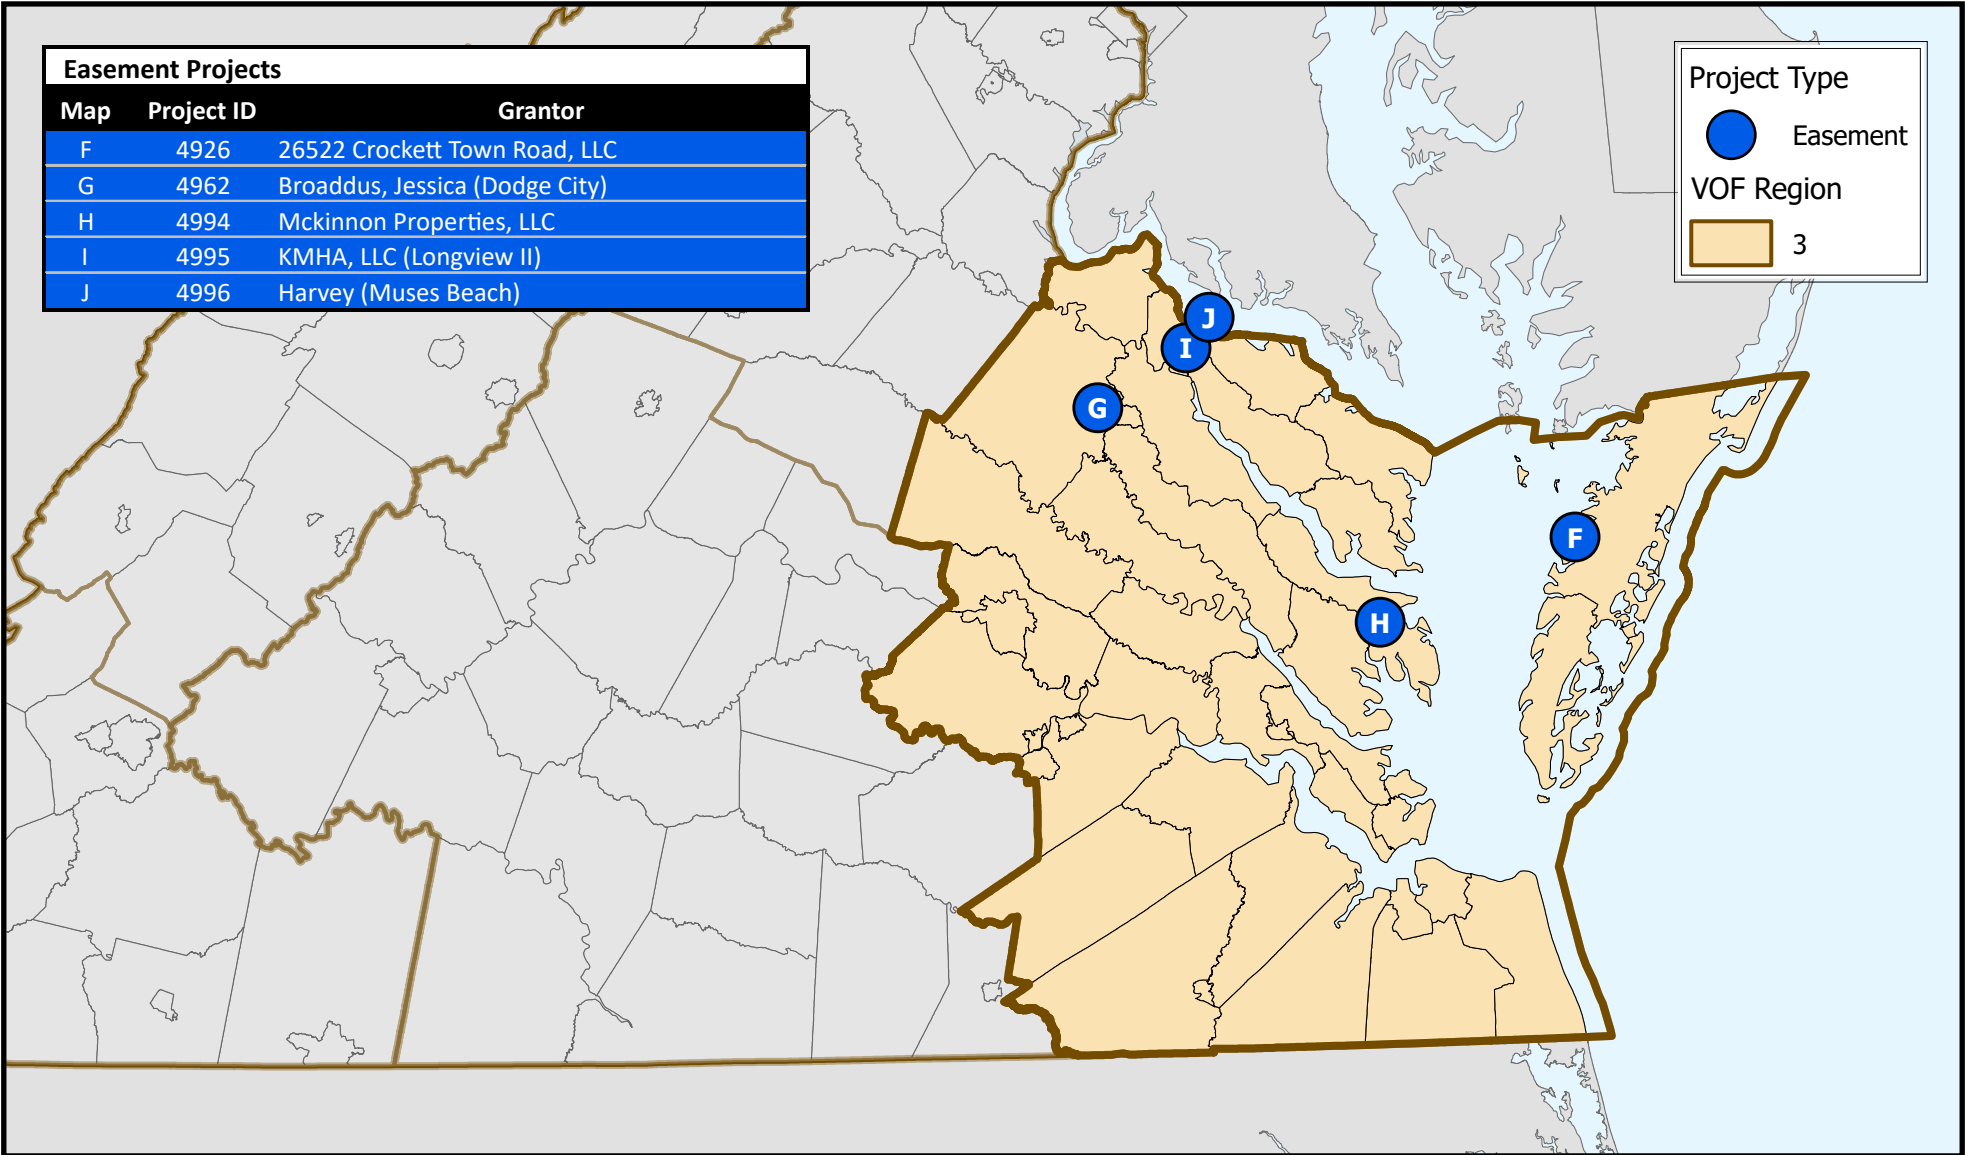 Easement Projects
Map Project ID Grantor
F 4926 26522 Crockett Town Road, LLC
G 4962 Broaddus, Jessica (Dodge City)
H 4994 Mckinnon Properties, LLC
I 4995 KMHA, LLC (Longview II)
J 4996 Harvey (Muses Beach)
Project Type
Easement
VOF Region
3
J
I
G
F
H